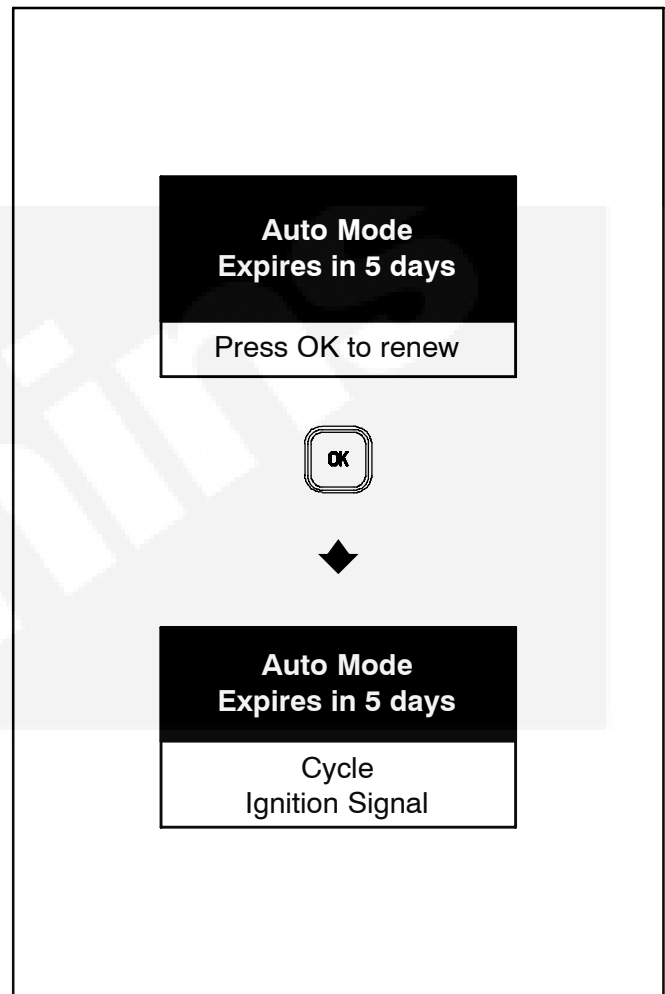 Auto Mode
Expires in 5 days
Press OK to renew
OK
Auto Mode
Expires in 5 days
Cycle
Ignition Signal